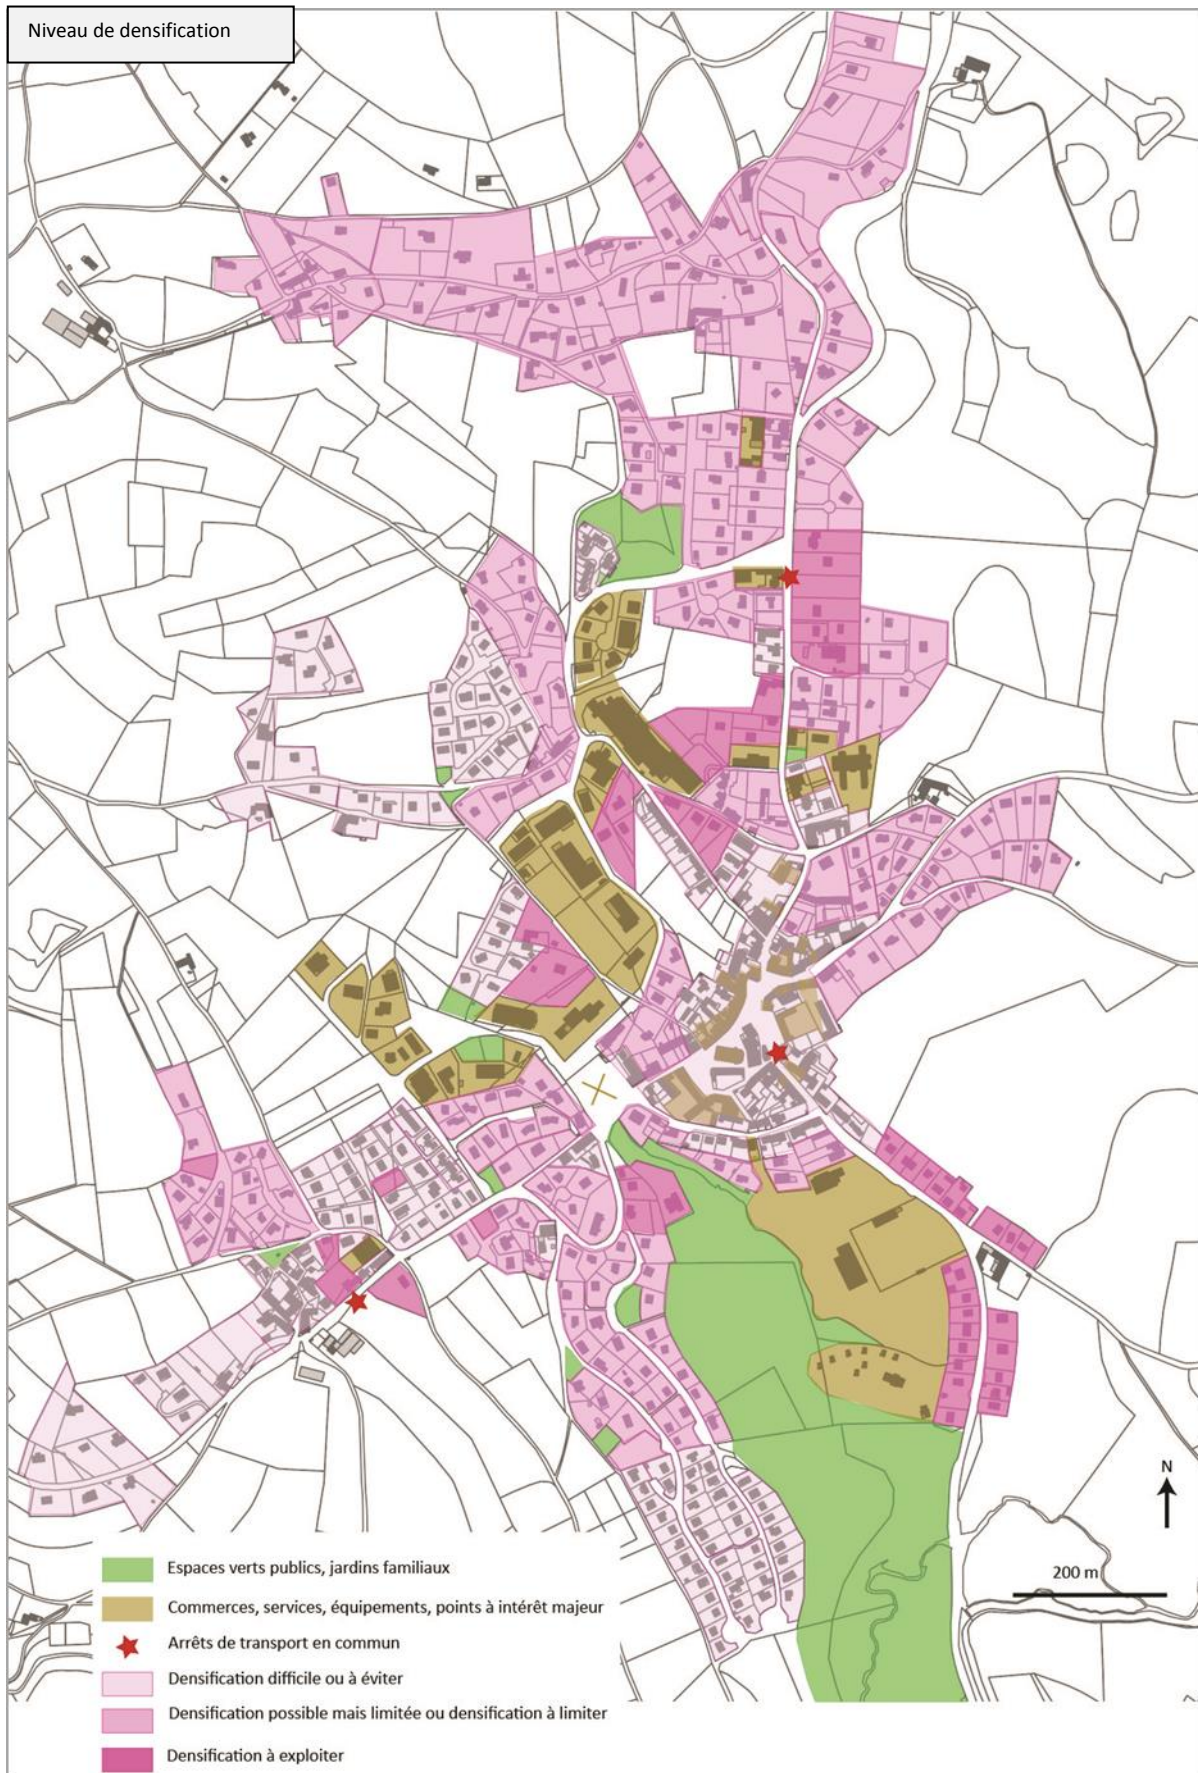 Niveau de densification
N
200 m
Espaces verts publics, jardins familiaux
Commerces, services, équipements, points à intérêt majeur
Arrêts de transport en commun
Densification difficile ou à éviter
Densification possible mais limitée ou densification à limiter
Densification à exploiter